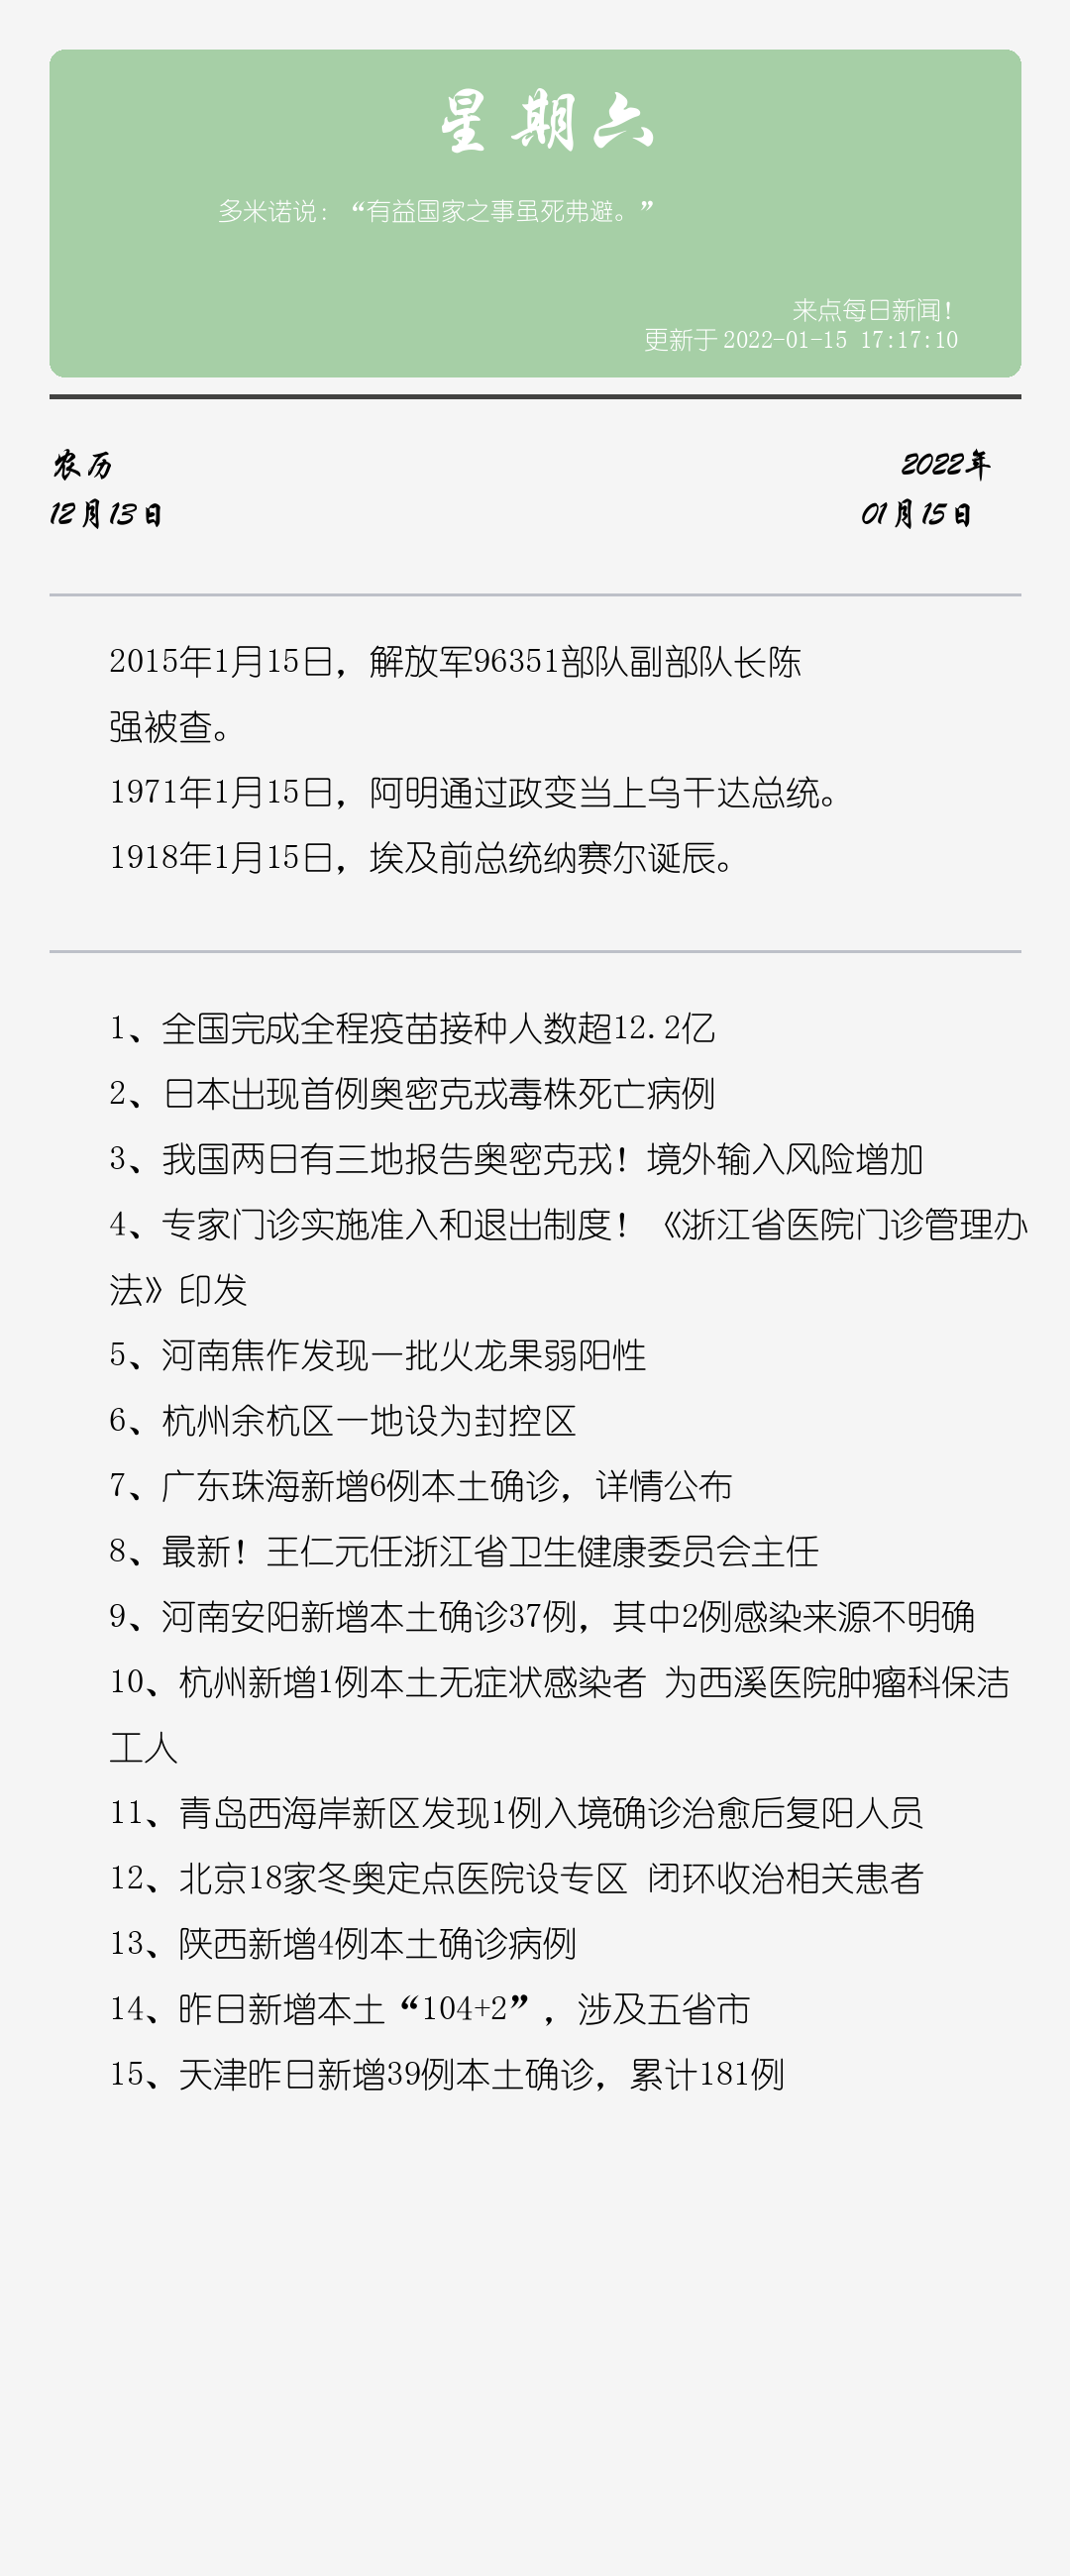 星期六
多米诺说：“有益国家之事虽死弗避。”
来点每日新闻！
更新于 2022-01-15 17:17:10
农历
2022年
12月13日
01月15日
2015年1月15日，解放军96351部队副部队长陈
强被查。
1971年1月15日，阿明通过政变当上乌干达总统。
1918年1月15日，埃及前总统纳赛尔诞辰。
1、全国完成全程疫苗接种人数超12.2亿
2、日本出现首例奥密克戎毒株死亡病例
3、我国两日有三地报告奥密克戎！境外输入风险增加
4、专家门诊实施准入和退出制度！《浙江省医院门诊管理办
法》印发
5、河南焦作发现一批火龙果弱阳性
6、杭州余杭区一地设为封控区
7、广东珠海新增6例本土确诊，详情公布
8、最新！王仁元任浙江省卫生健康委员会主任
9、河南安阳新增本土确诊37例，其中2例感染来源不明确
10、杭州新增1例本土无症状感染者 为西溪医院肿瘤科保洁
工人
11、青岛西海岸新区发现1例入境确诊治愈后复阳人员
12、北京18家冬奥定点医院设专区 闭环收治相关患者
13、陕西新增4例本土确诊病例
14、昨日新增本土“104+2”，涉及五省市
15、天津昨日新增39例本土确诊，累计181例